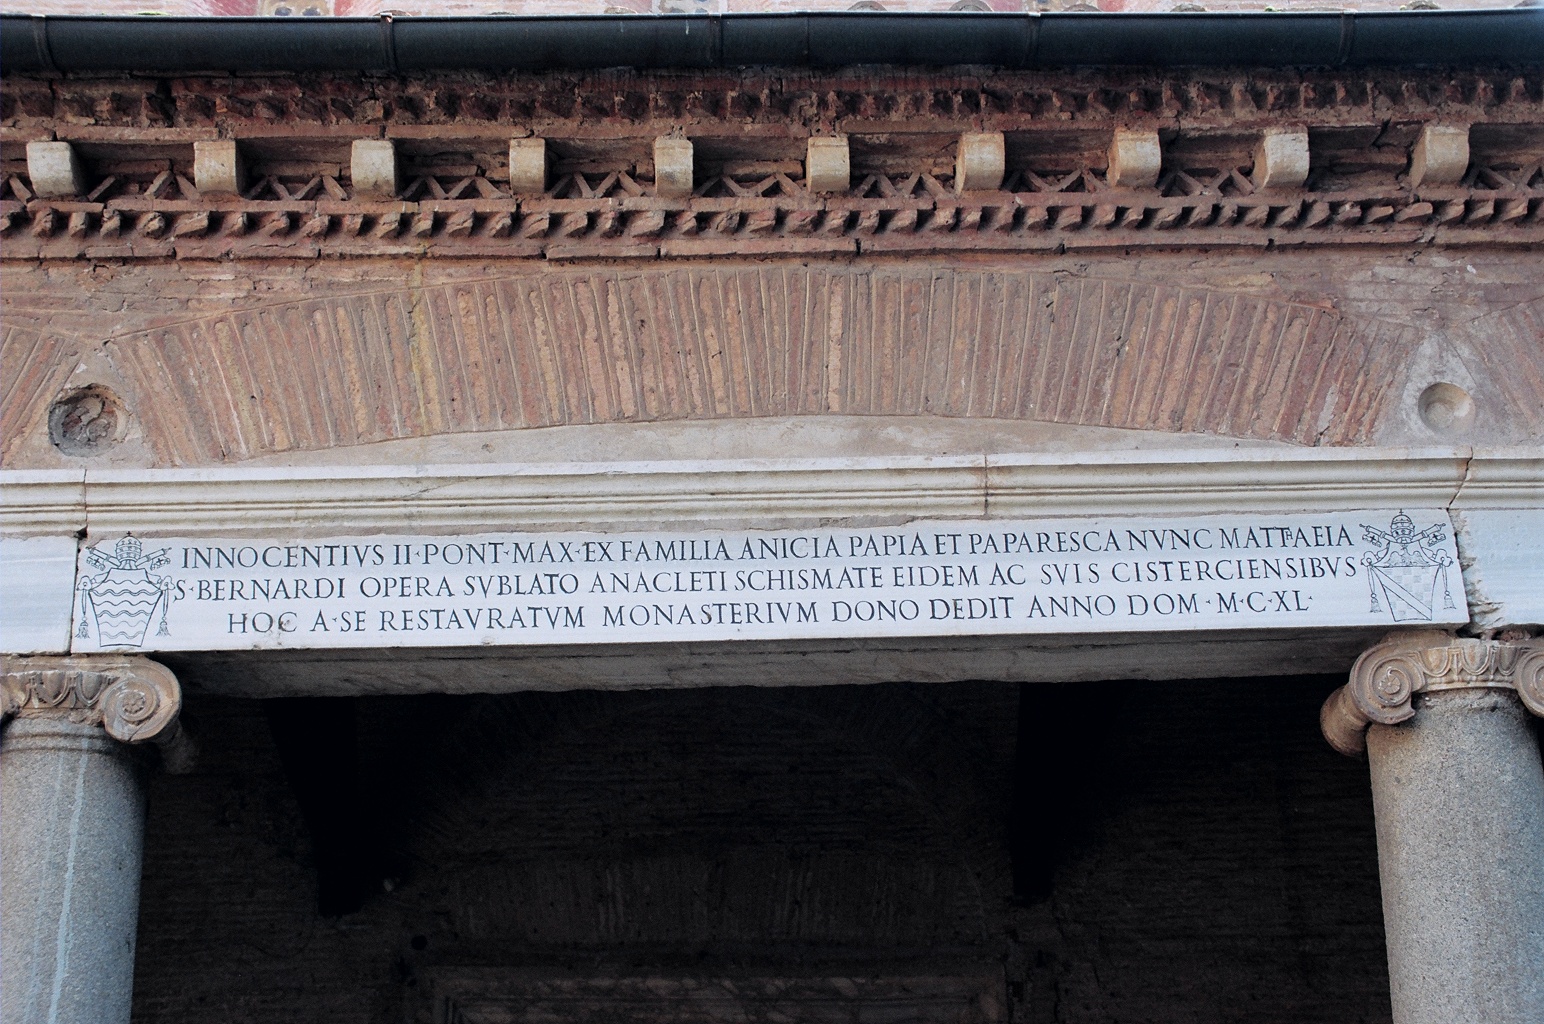 INNOCENTIVS·II·PONT·MAX·EX FAMILIA ANICIA PAPIA ET PAPARESCA NVNC MATTHAEIA
S·BERNARDI OPERA SVBLATO ANACLETI SCHISMATE EIDEM AC SVIS CISTERCIENSIBVS
HOC A·SE RESTAVRATVM MONASTERIVM DONO DEDIT ANNO DOM·M·C·XL·